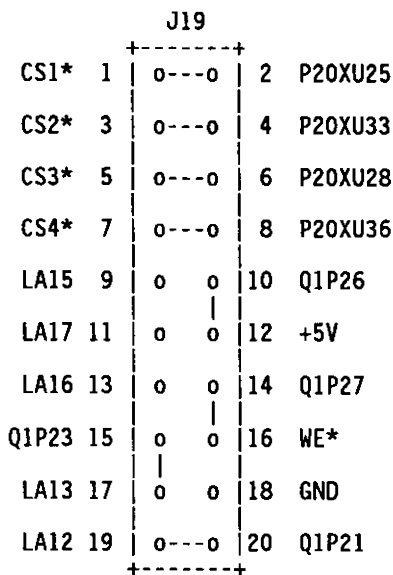 J19
CS1* 1 o---o 2 P20XU25
CS2* 3 o---o 4 P20XU33
CS3* 5 o---o 6 P20XU28
CS4* 7 o---o 8 P20XU36
LA15 9 o o 10 Q1P26
LA17 11 o o 12 +5V
LA16 13 o o 14 Q1P27
Q1P23 15 o o 16 WE*
LA13 17 o o 18 GND
LA12 19 o---o 20 Q1P21